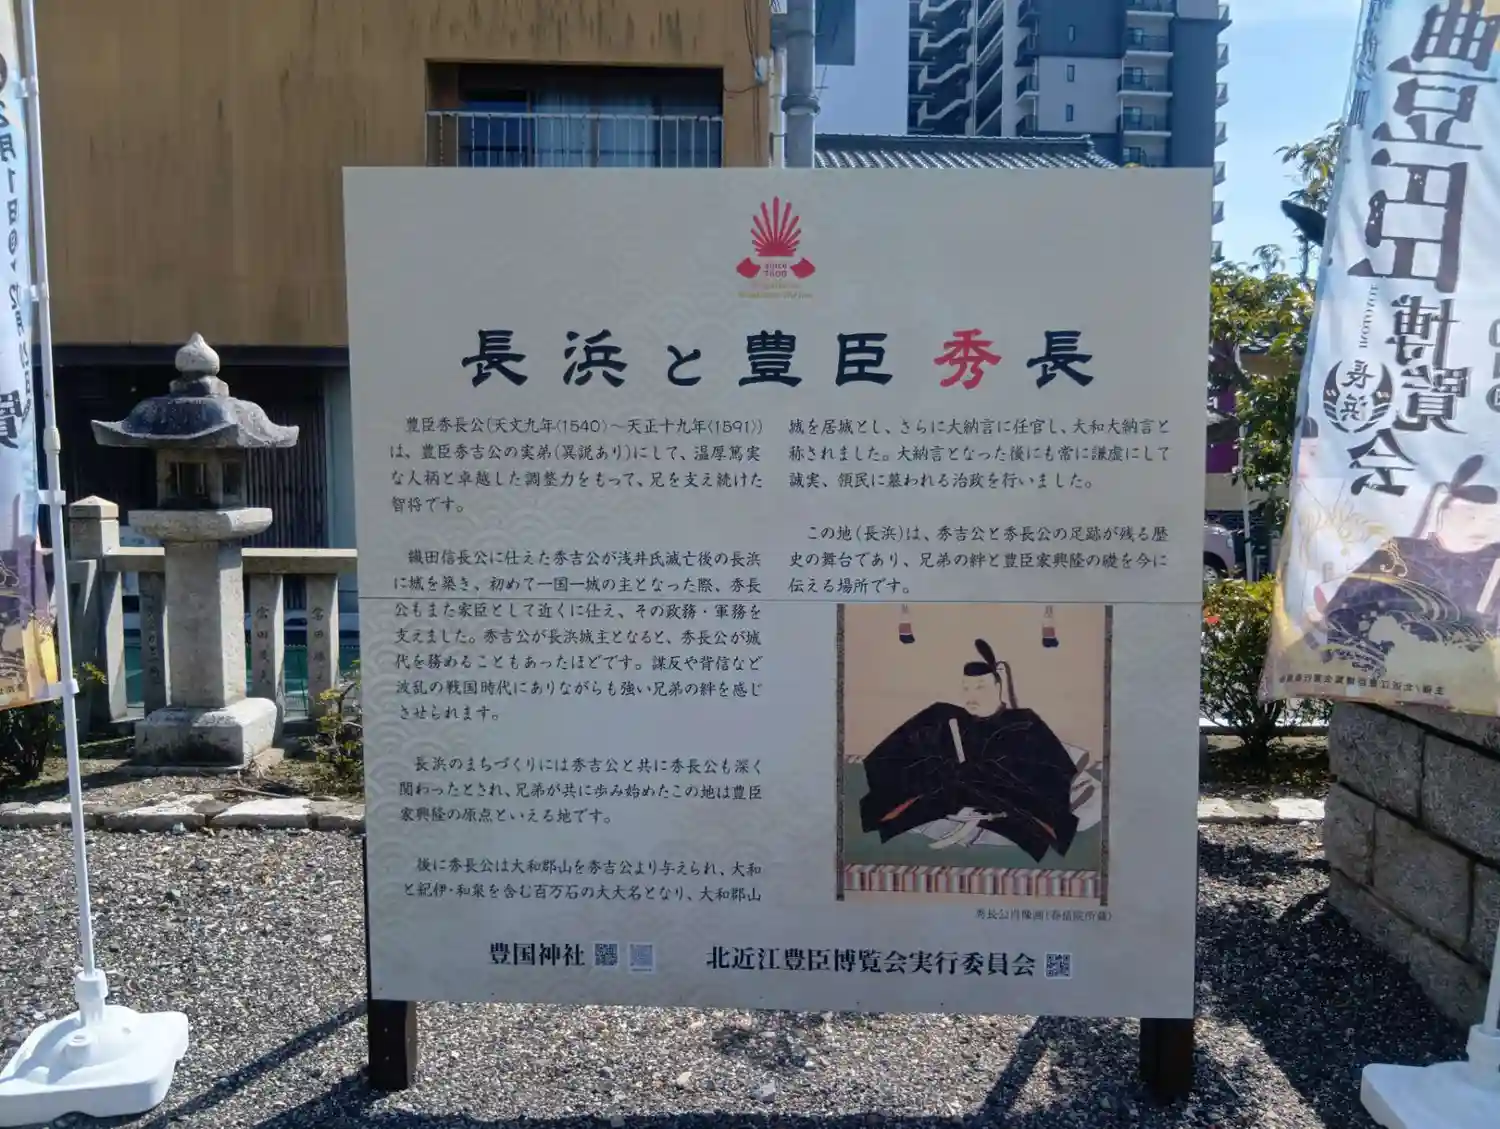 SINCE
1600
長浜と豊臣秀長
豊臣秀長公(天文九年(1540)〜天正十九年(1591))
は、豊臣秀吉公の実弟(異説あり)にして、温厚篤実
な人柄と卓越した調整力をもって、兄を支え続けた
智将です。
織田信長公に仕えた秀吉公が浅井氏滅亡後の長浜
に城を築き、初めて一国一城の主となった際、秀長
公もまた家臣として近くに仕え、その政務・軍務を
支えました。秀吉公が長浜城主となると、秀長公が城
代を務めることもあったほどです。謀反や背信など
波乱の戦国時代にありながらも強い兄弟の絆を感じ
させられます。
長浜のまちづくりには秀吉公と共に秀長公も深く
関わったとされ、兄弟が共に歩み始めたこの地は豊臣
家興隆の原点といえる地です。
後に秀長公は大和郡山を秀吉公より与えられ、大和
と紀伊・和泉を含む百万石の大大名となり、大和郡山
城を居城とし、さらに大納言に任官し、大和大納言と
称されました。大納言となった後にも常に謙虚にして
誠実、領民に慕われる治政を行いました。
この地(長浜)は、秀吉公と秀長公の足跡が残る歴
史の舞台であり、兄弟の絆と豊臣家興隆の礎を今に
伝える場所です。
秀長公肖像画(春岳院所蔵)
豊国神社
北近江豊臣博覧会実行委員会
2月1日
12月
覧
豊臣
博覧会
長浜